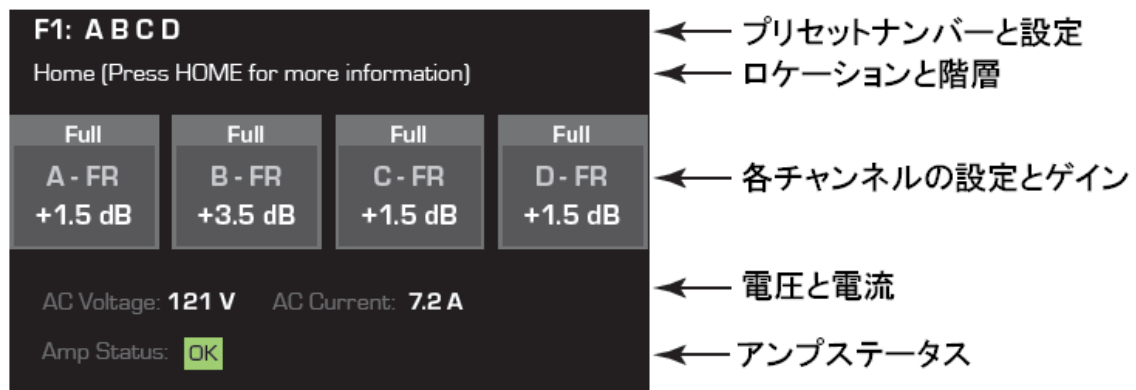 F1: A B C D
プリセットナンバーと設定
Home (Press HOME for more information)
ロケーションと階層
Full Full Full Full
A - FR B - FR C - FR D - FR
各チャンネルの設定とゲイン
+1.5 dB +3.5 dB +1.5 dB +1.5 dB
AC Voltage: 121 V AC Current: 7.2 A
電圧と電流
Amp Status: OK
アンプステータス